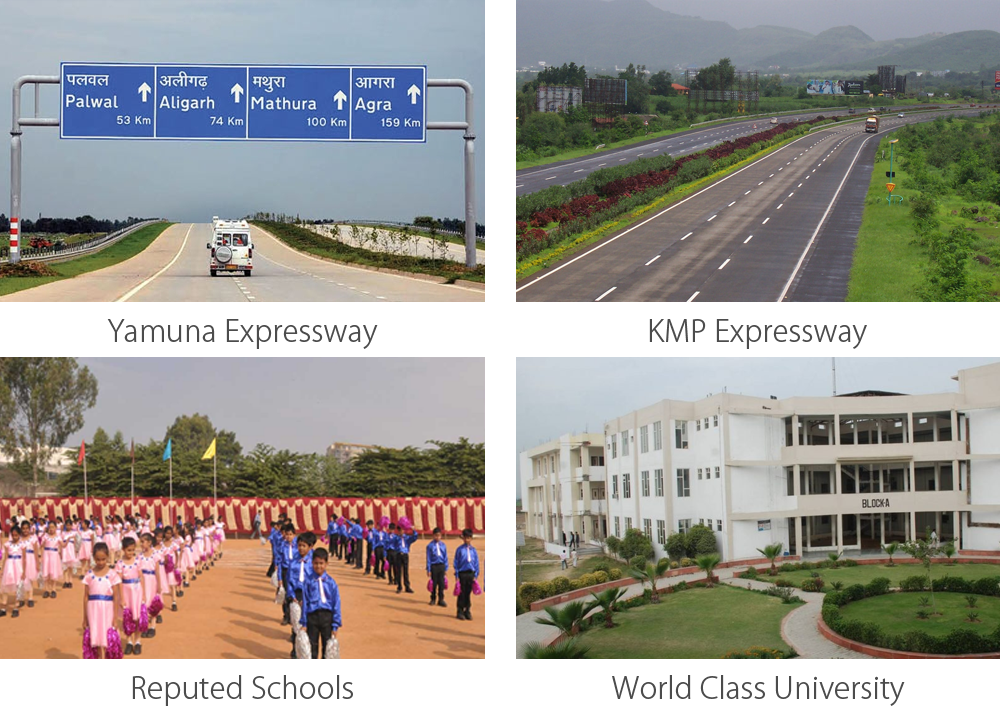 पलवल
Palwal
53 Km
अलीगढ़
Aligarh
74 Km
मथुरा
Mathura
100 Km
आगरा
Agra
159 Km
Yamuna Expressway
KMP Expressway
BLOCK-A
Reputed Schools
World Class University